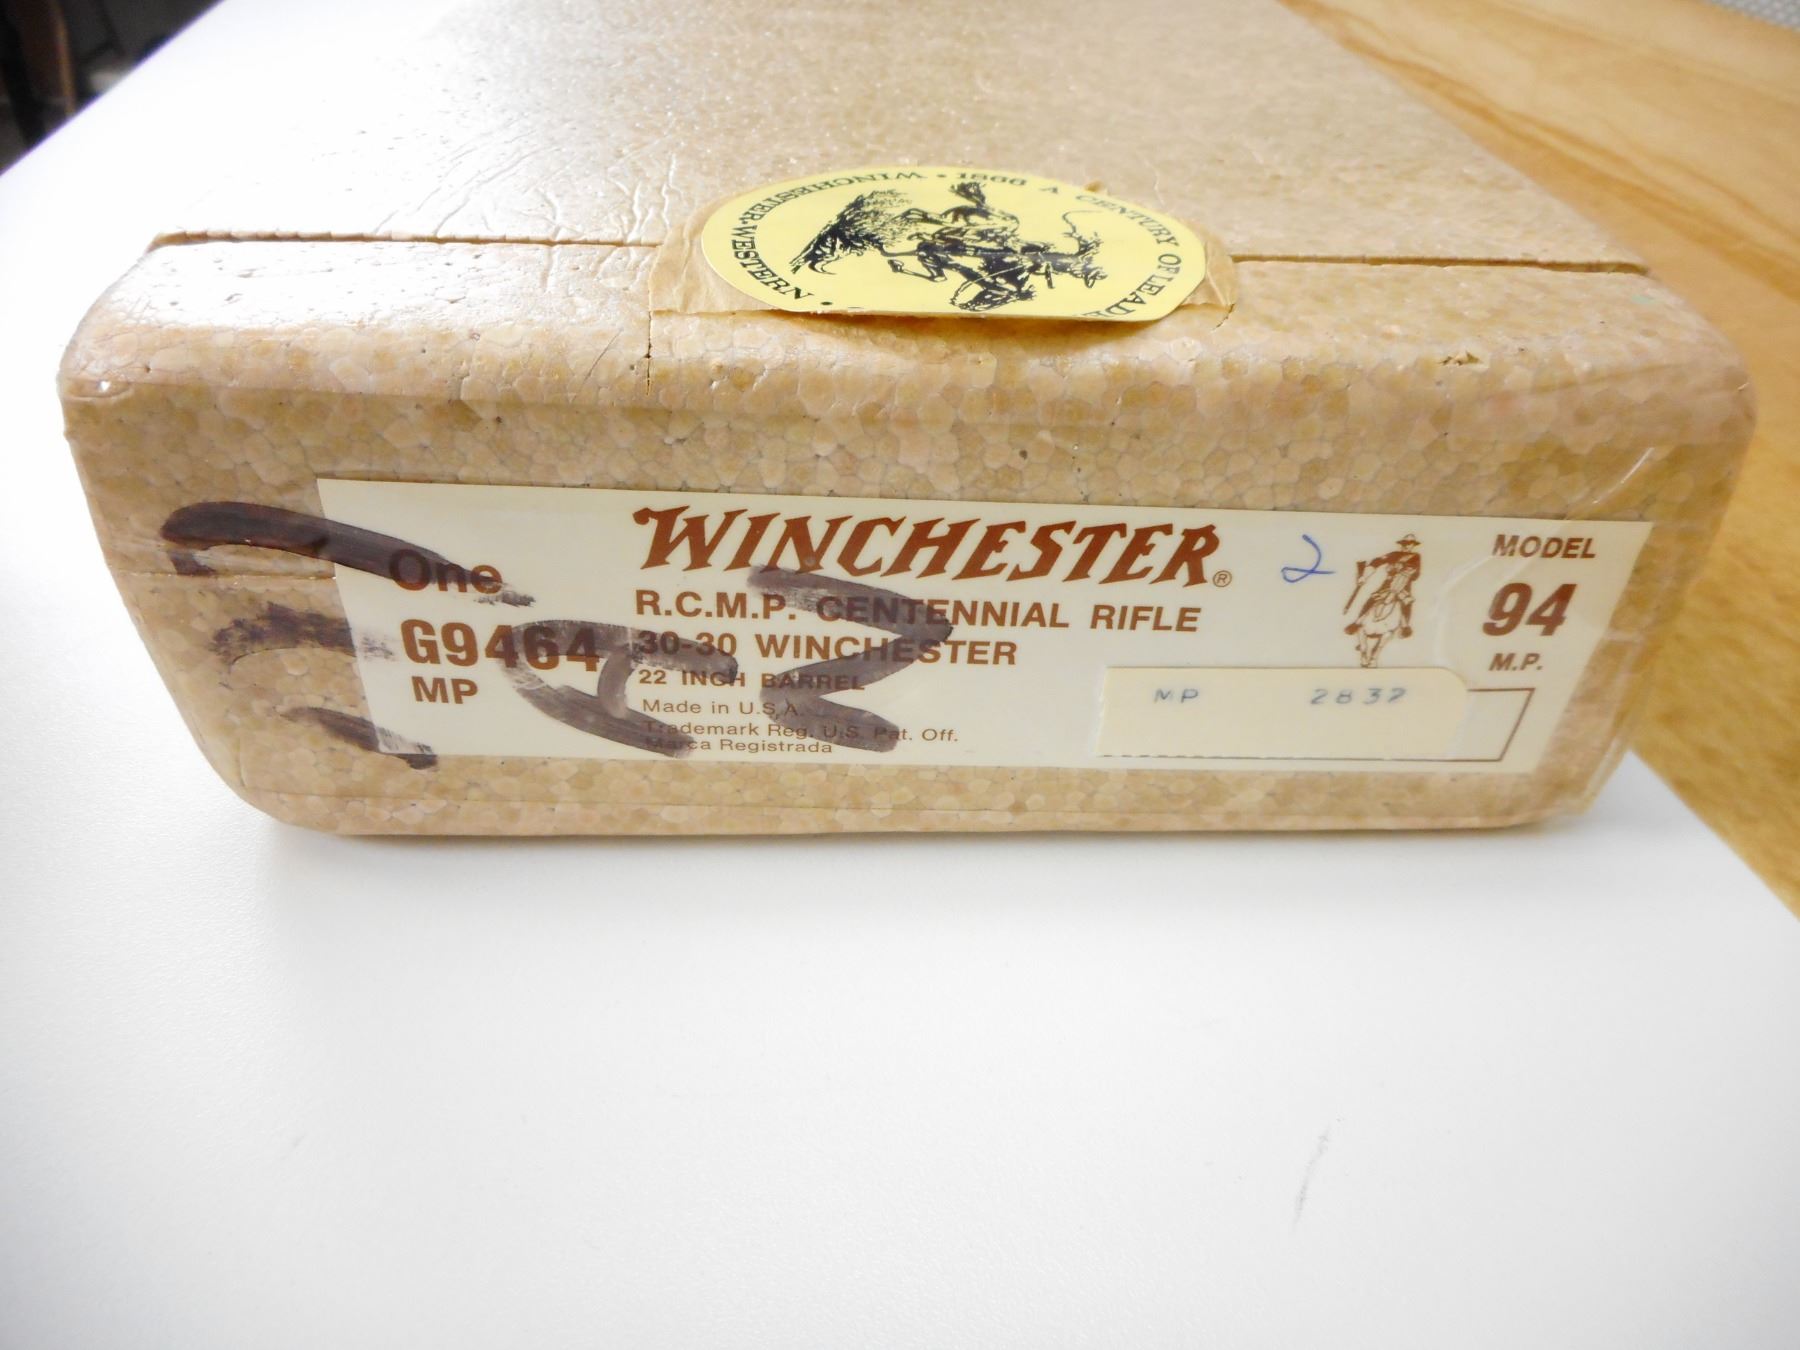 WINCHESTER-WESTERN • 1866 A CENTURY OF LEAD
One
G9464
MP
WINCHESTER®
R.C.M.P. CENTENNIAL RIFLE
30-30 WINCHESTER
22 INCH BARREL
Made in U.S.A.
Trademark Reg. U.S. Pat. Off.
Marca Registrada
2
MODEL
94
M.P.
MP 2832